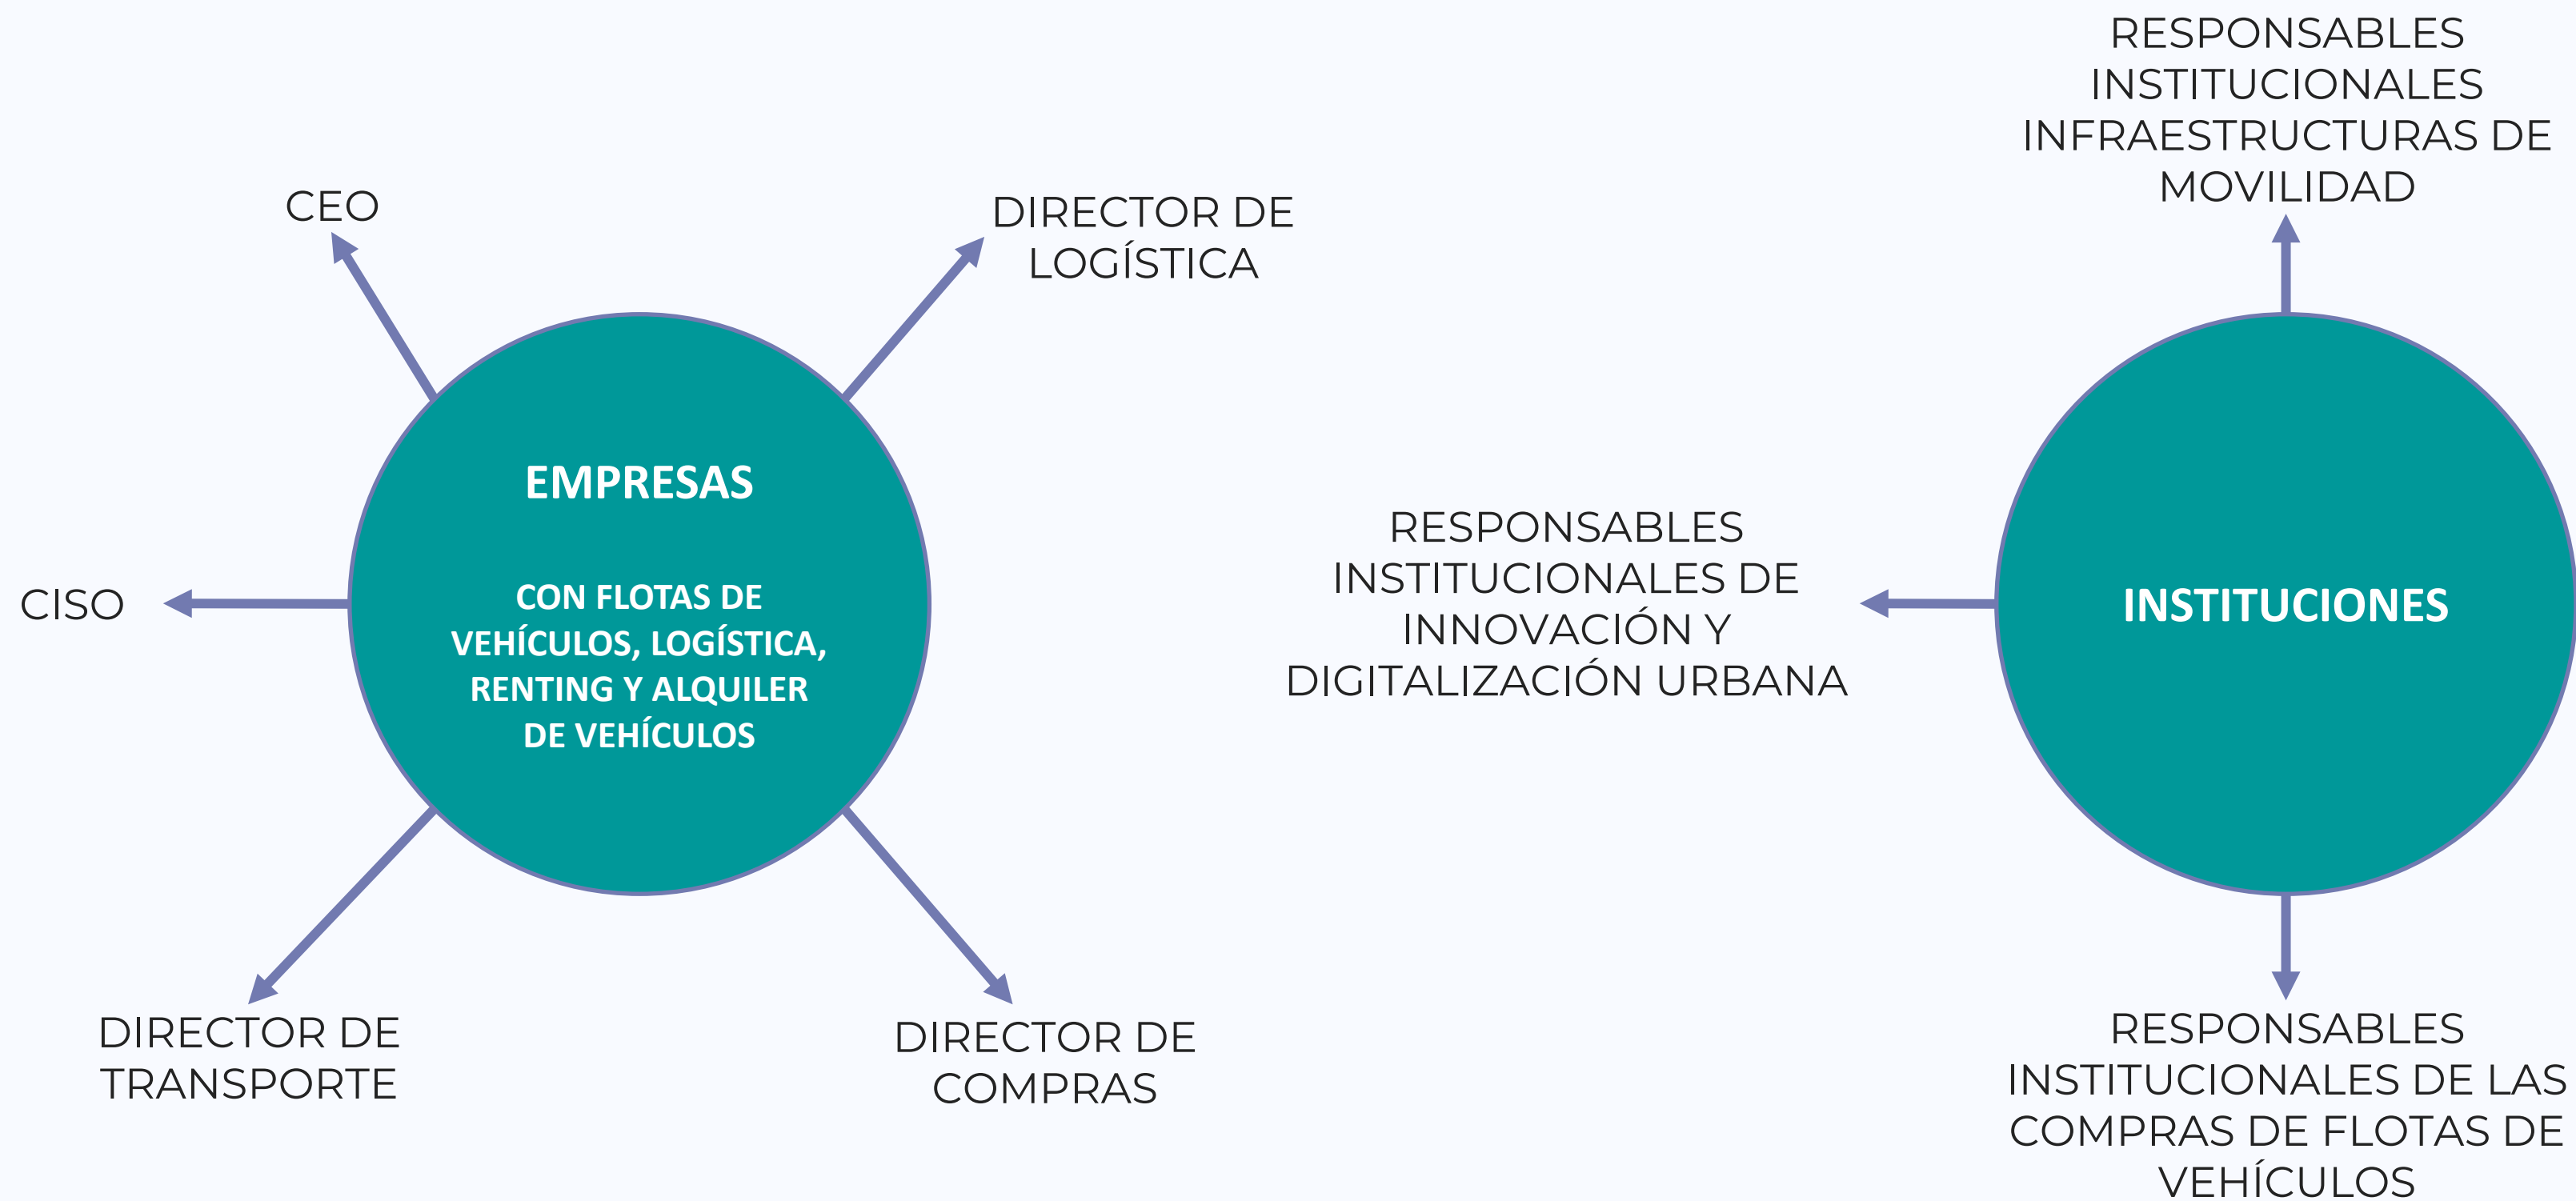 CEO
DIRECTOR DE
LOGÍSTICA
EMPRESAS
CON FLOTAS DE
VEHÍCULOS, LOGÍSTICA,
RENTING Y ALQUILER
DE VEHÍCULOS
CISO
DIRECTOR DE
TRANSPORTE
DIRECTOR DE
COMPRAS
RESPONSABLES
INSTITUCIONALES
INFRAESTRUCTURAS DE
MOVILIDAD
RESPONSABLES
INSTITUCIONALES DE
INNOVACIÓN Y
DIGITALIZACIÓN URBANA
INSTITUCIONES
RESPONSABLES
INSTITUCIONALES DE LAS
COMPRAS DE FLOTAS DE
VEHÍCULOS